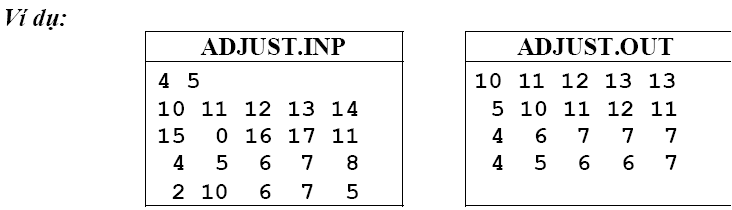 Ví dụ:
ADJUST.INP
4 5
10 11 12 13 14
15 0 16 17 11
4 5 6 7 8
2 10 6 7 5
ADJUST.OUT
10 11 12 13 13
5 10 11 12 11
4 6 7 7 7
4 5 6 6 7